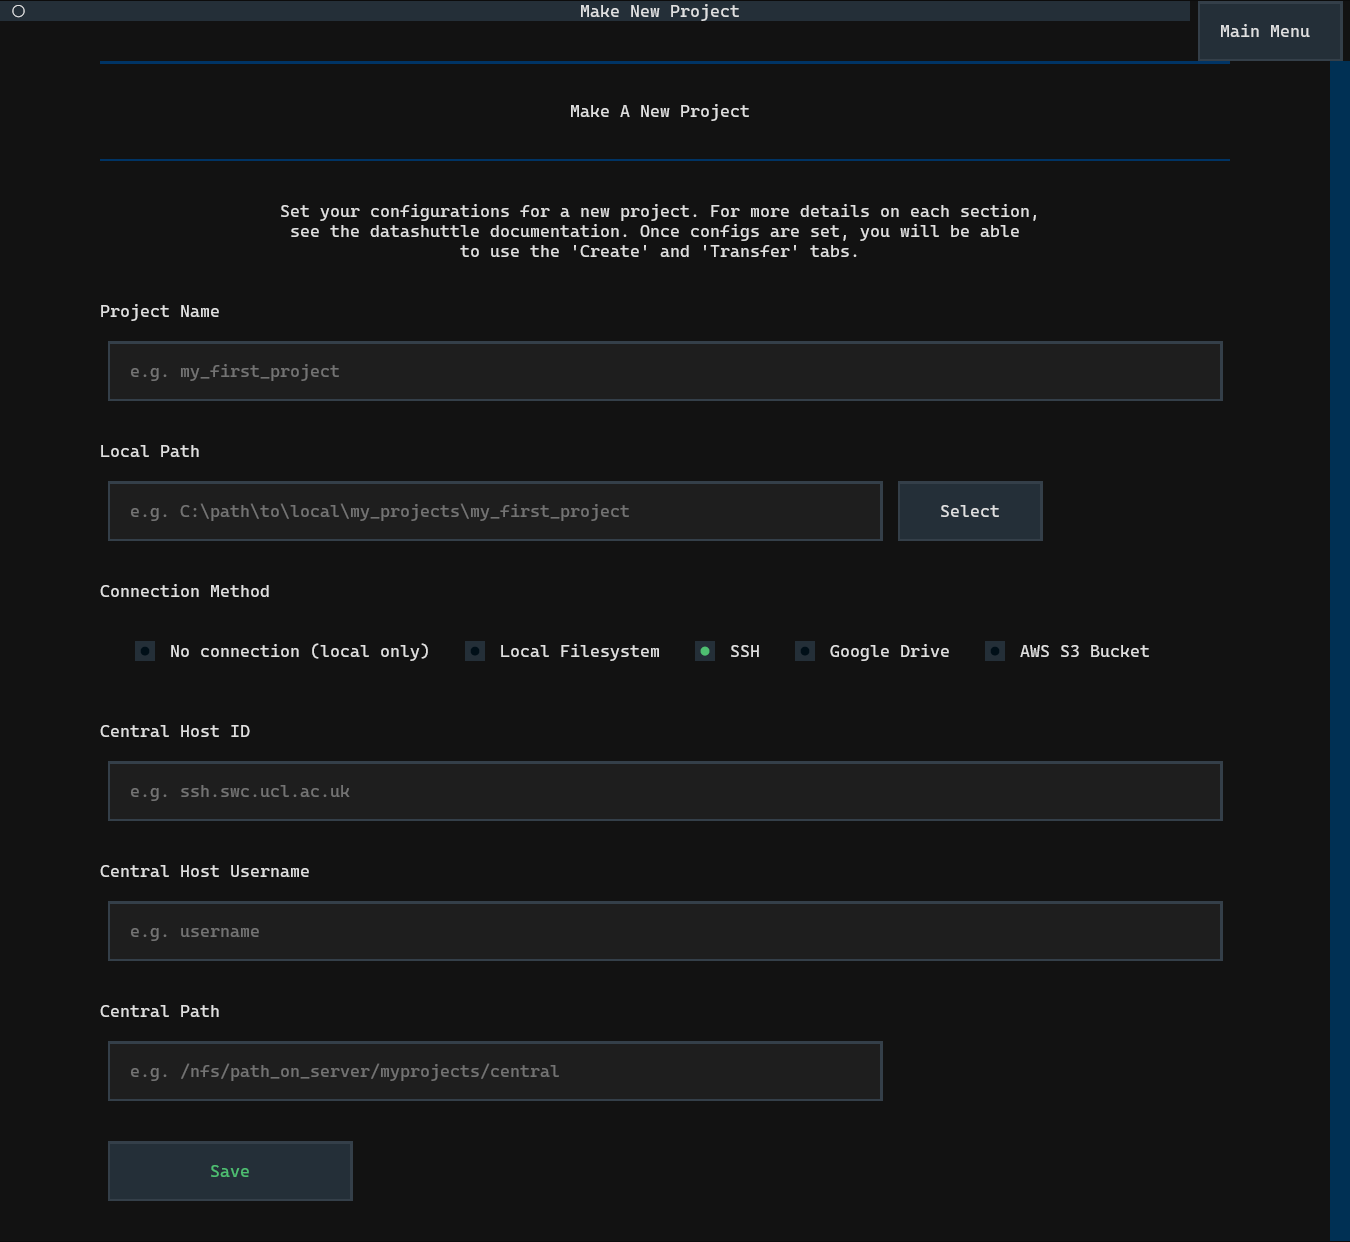 Make New Project
Main Menu
Make A New Project
Set your configurations for a new project. For more details on each section,
see the datashuttle documentation. Once configs are set, you will be able
to use the 'Create' and 'Transfer' tabs.
Project Name
e.g. my_first_project
Local Path
e.g. C:\path\to\local\my_projects\my_first_project
Select
Connection Method
No connection (local only) Local Filesystem SSH Google Drive AWS S3 Bucket
Central Host ID
e.g. ssh.swc.ucl.ac.uk
Central Host Username
e.g. username
Central Path
e.g. /nfs/path_on_server/myprojects/central
Save